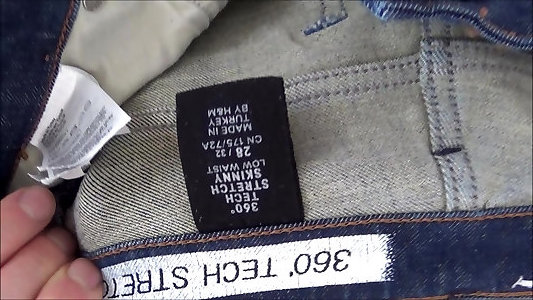 360°
TECH
STRETCH
SKINNY
LOW WAIST
28 / 32
CN 175/72A
MADE IN
TURKEY
BY H&M
360° TECH STRETC